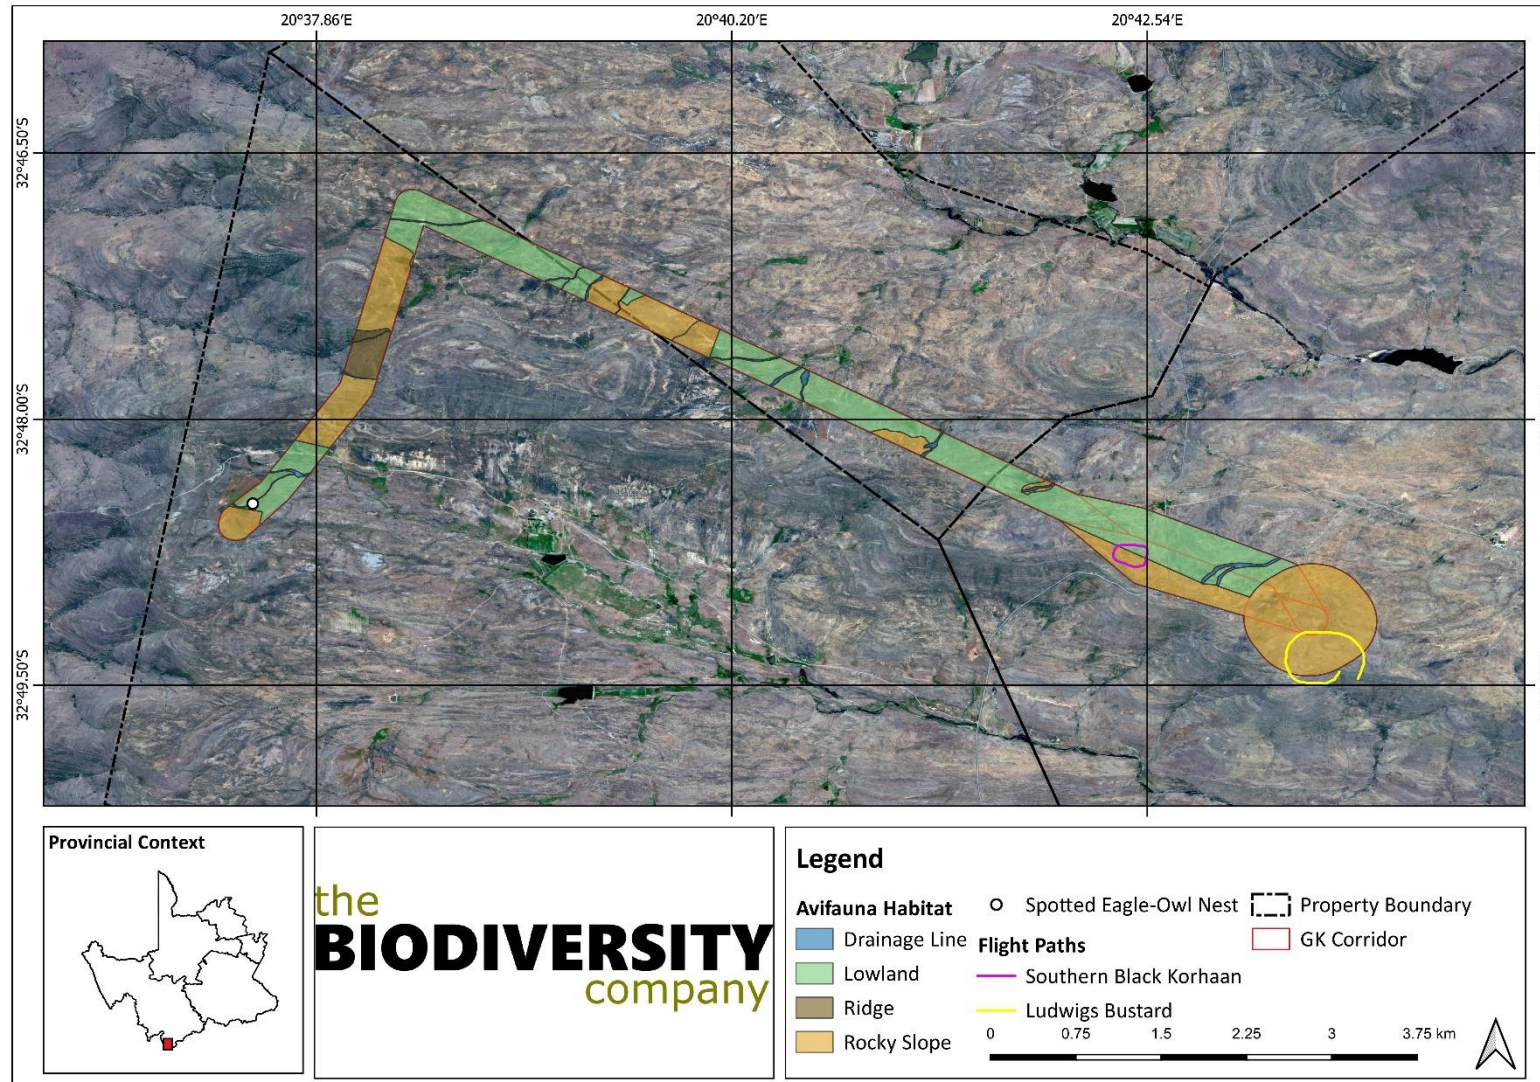 20°37.86′E
20°40.20′E
20°42.54′E
32°46.50′S
32°48.00′S
32°49.50′S
Provincial Context
the
BIODIVERSITY
company
Legend
Avifauna Habitat
Drainage Line
Lowland
Ridge
Rocky Slope
Spotted Eagle-Owl Nest
Flight Paths
Southern Black Korhaan
Ludwigs Bustard
Property Boundary
GK Corridor
0 0.75 1.5 2.25 3 3.75 km